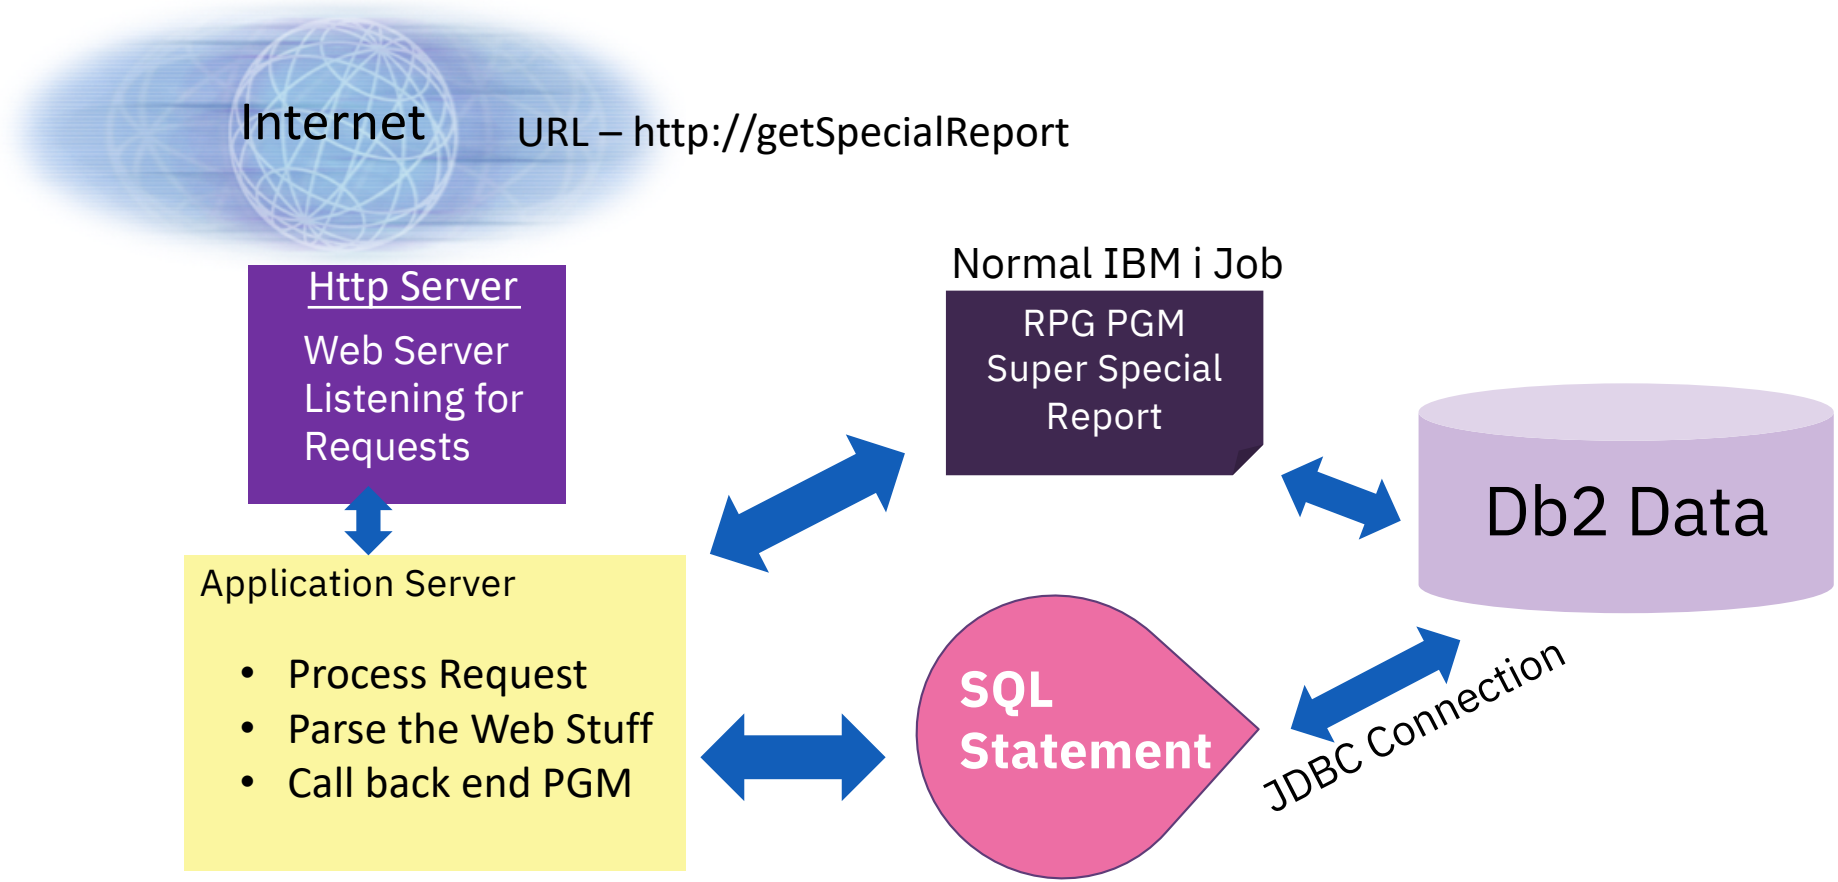 Internet
URL – http://getSpecialReport
Http Server
Web Server
Listening for
Requests
Normal IBM i Job
RPG PGM
Super Special
Report
Db2 Data
Application Server
• Process Request
• Parse the Web Stuff
• Call back end PGM
SQL
Statement
JDBC Connection